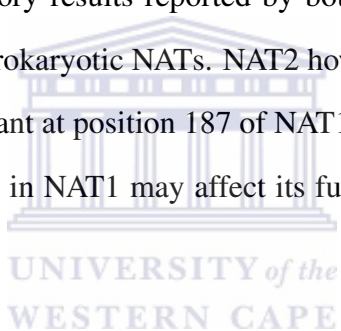 ory results reported by bot
rokaryotic NATs. NAT2 how
ant at position 187 of NAT1
in NAT1 may affect its fu
UNIVERSITY of the
WESTERN CAPE